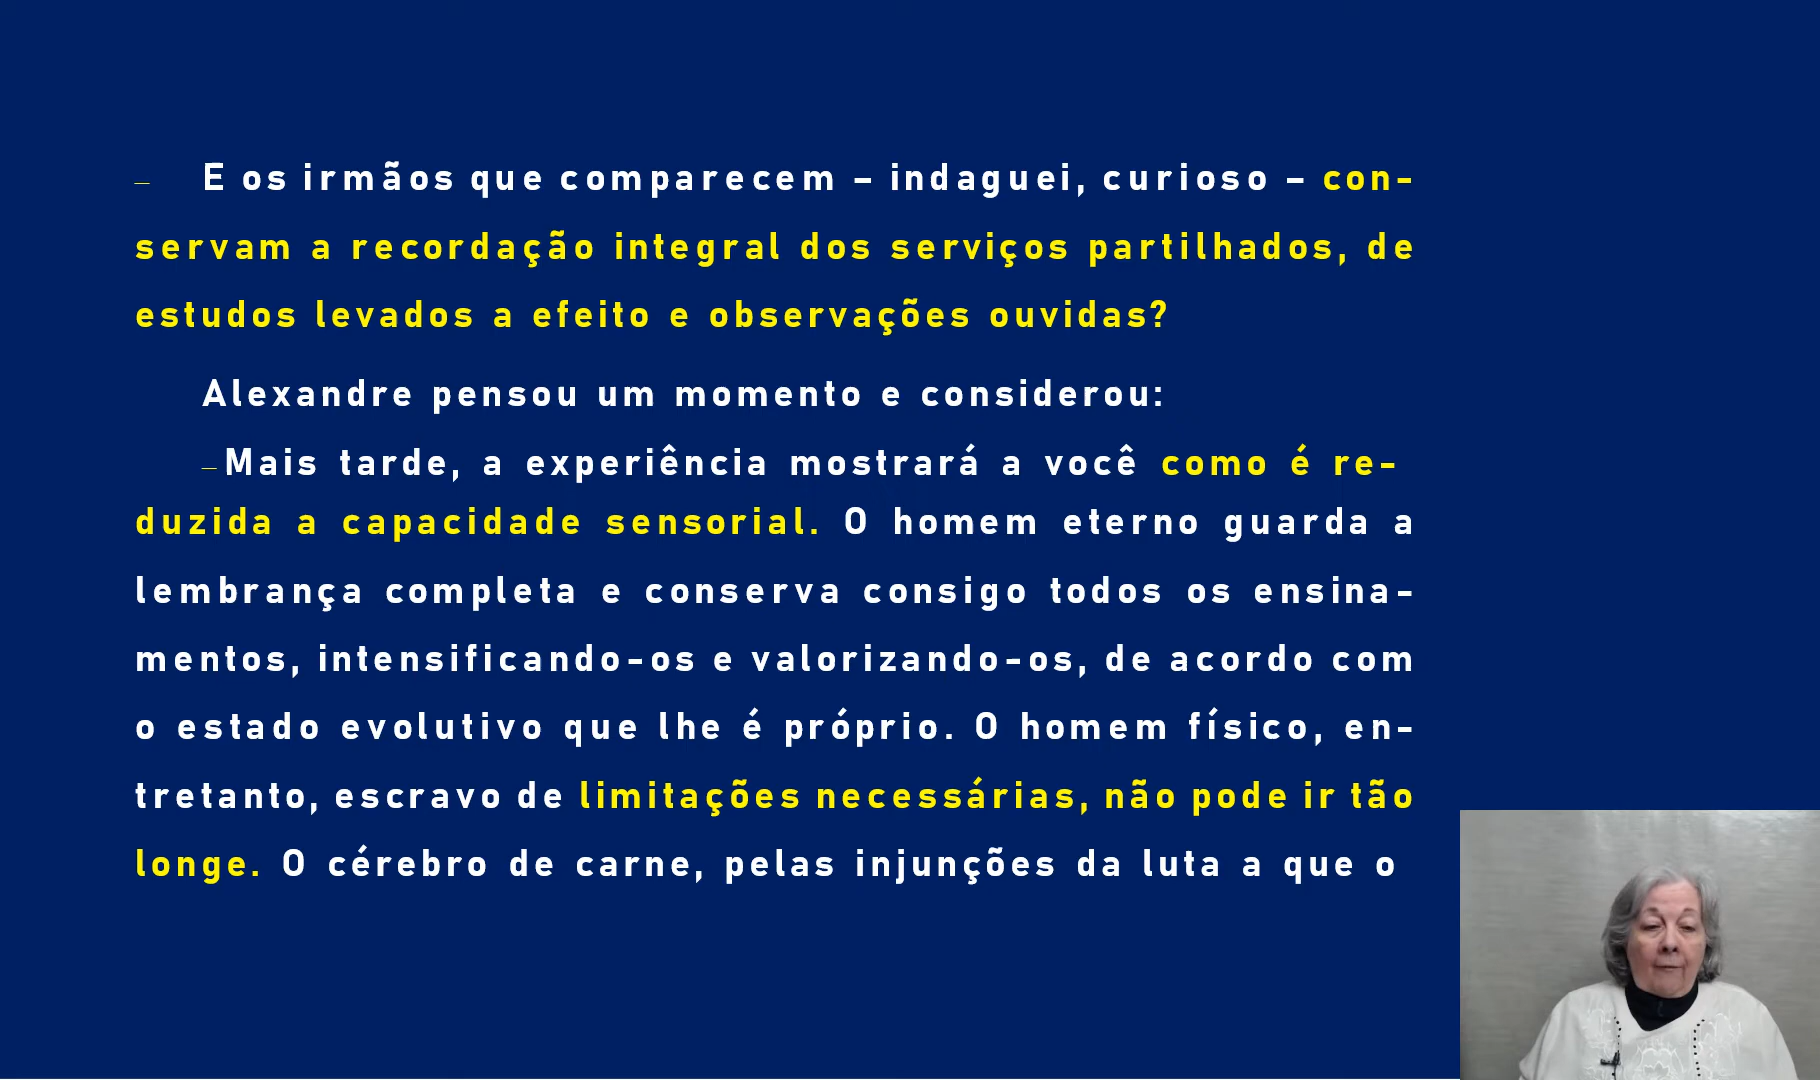 – E os irmãos que comparecem – indaguei, curioso – con-
servam a recordação integral dos serviços partilhados, de
estudos levados a efeito e observações ouvidas?
Alexandre pensou um momento e considerou:
–Mais tarde, a experiência mostrará a você como é re-
duzida a capacidade sensorial. O homem eterno guarda a
lembrança completa e conserva consigo todos os ensina-
mentos, intensificando-os e valorizando-os, de acordo com
o estado evolutivo que lhe é próprio. O homem físico, en-
tretanto, escravo de limitações necessárias, não pode ir tão
longe. O cérebro de carne, pelas injunções da luta a que o